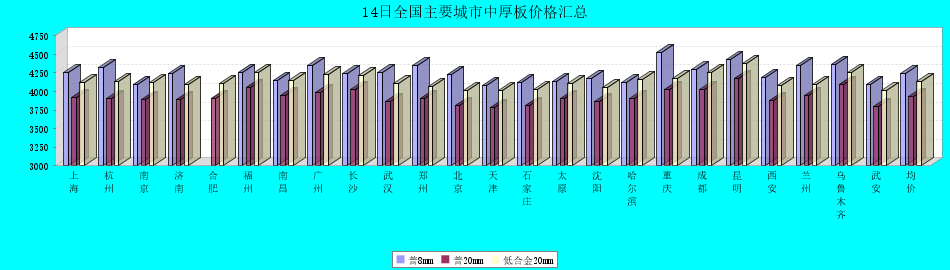 14日全国主要城市中厚板价格汇总
4750
4500
4250
4000
3750
3500
3250
3000
上海 杭州 南京 济南 合肥 福州 南昌 广州 长沙 武汉 郑州 北京 天津 石家庄 太原 沈阳 哈尔滨 重庆 成都 昆明 西安 兰州 乌鲁木齐 武安 均价
普8mm 普20mm 低合金20mm